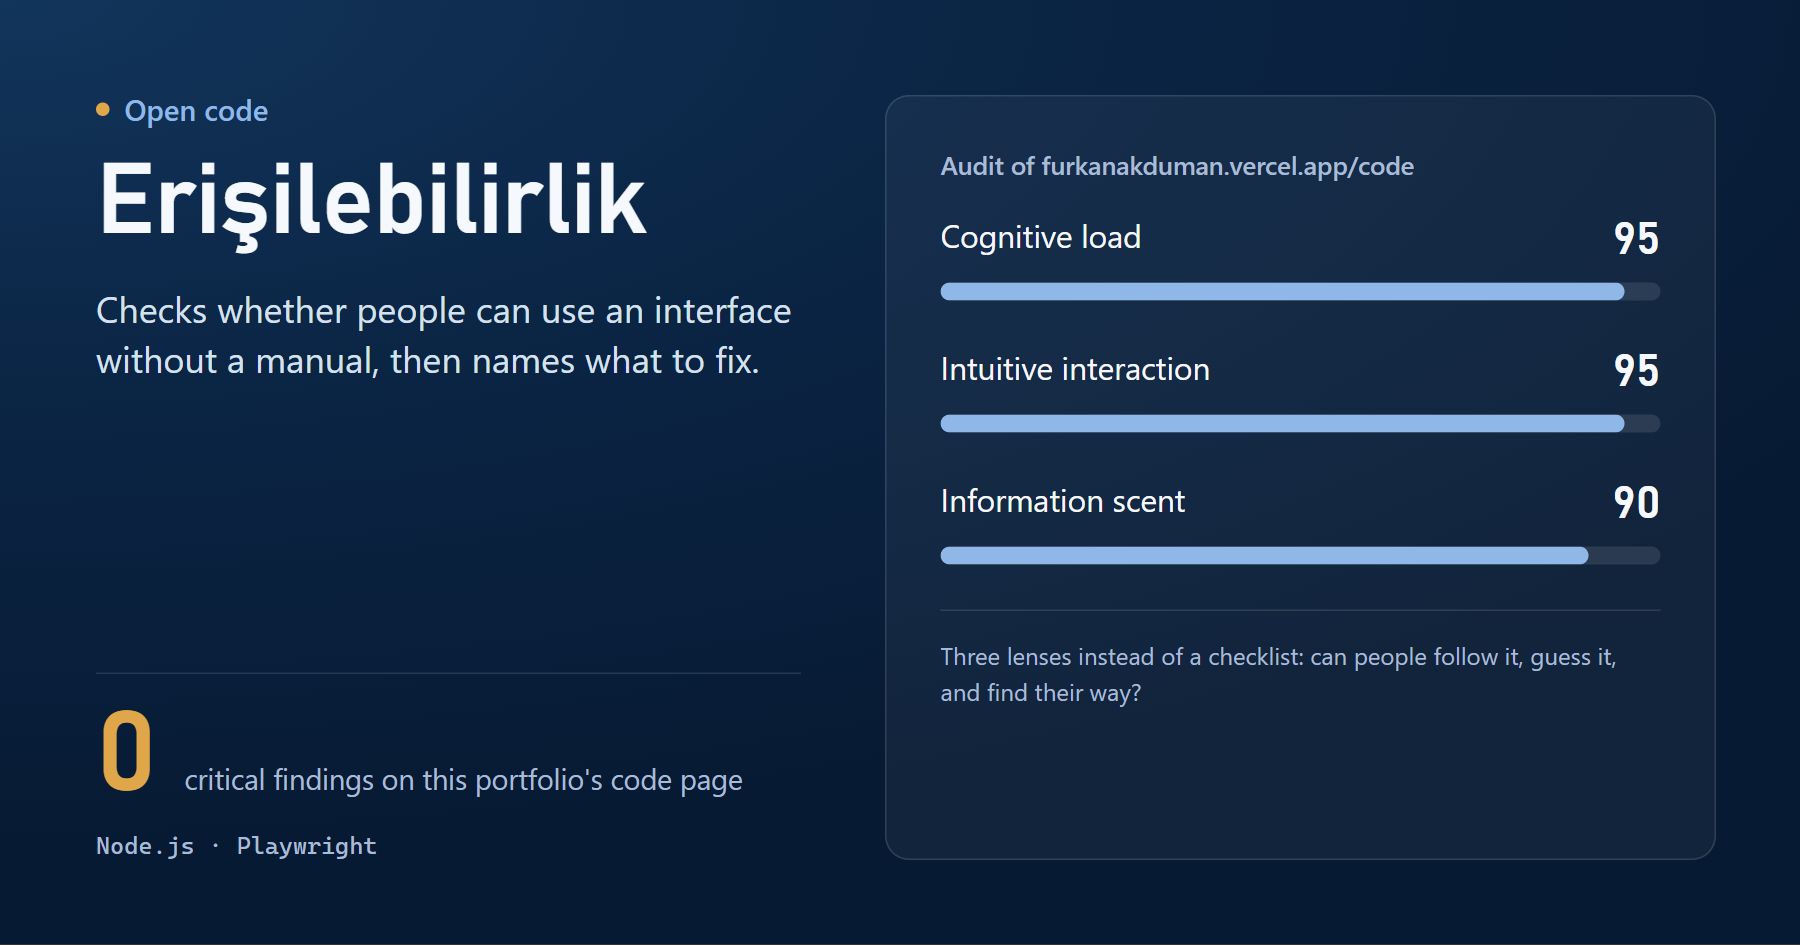 Open code
Erişilebilirlik
Checks whether people can use an interface
without a manual, then names what to fix.
0
critical findings on this portfolio's code page
Node.js · Playwright
Audit of furkanakduman.vercel.app/code
Cognitive load
95
Intuitive interaction
95
Information scent
90
Three lenses instead of a checklist: can people follow it, guess it,
and find their way?